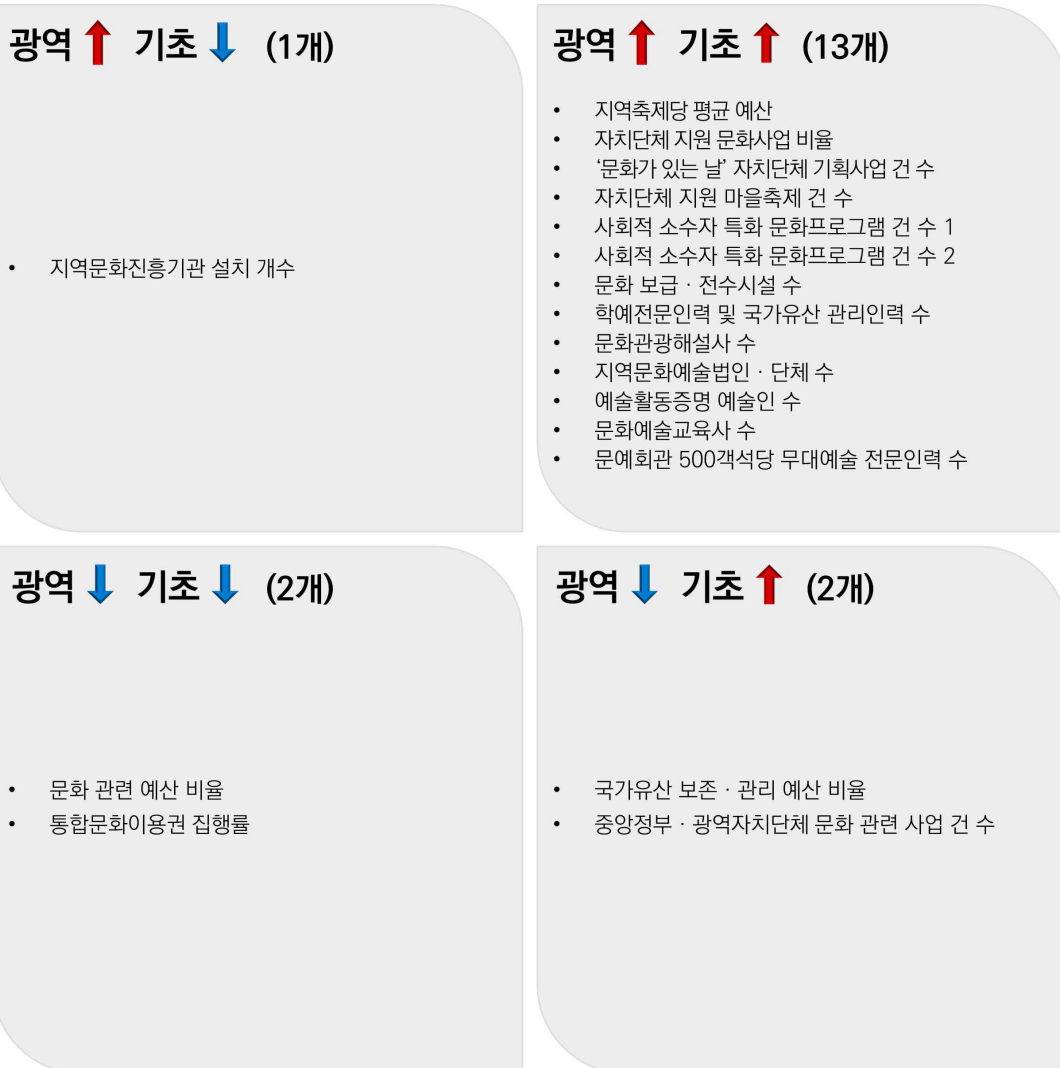 광역 ↑ 기초 ↓ (1개)
• 지역문화진흥기관 설치 개수
광역 ↑ 기초 ↑ (13개)
• 지역축제당 평균 예산
• 자치단체 지원 문화사업 비율
• ‘문화가 있는 날’ 자치단체 기획사업 건 수
• 자치단체 지원 마을축제 건 수
• 사회적 소수자 특화 문화프로그램 건 수 1
• 사회적 소수자 특화 문화프로그램 건 수 2
• 문화 보급 · 전수시설 수
• 학예전문인력 및 국가유산 관리인력 수
• 문화관광해설사 수
• 지역문화예술법인 · 단체 수
• 예술활동증명 예술인 수
• 문화예술교육사 수
• 문예회관 500객석당 무대예술 전문인력 수
광역 ↓ 기초 ↓ (2개)
• 문화 관련 예산 비율
• 통합문화이용권 집행률
광역 ↓ 기초 ↑ (2개)
• 국가유산 보존 · 관리 예산 비율
• 중앙정부 · 광역자치단체 문화 관련 사업 건 수